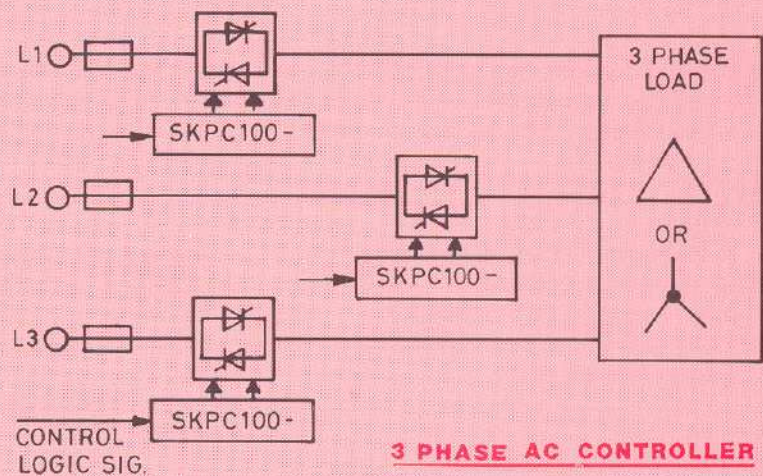 L1
3 PHASE
LOAD
SKPC100-
L2
OR
SKPC100-
L3
SKPC100-
CONTROL
LOGIC SIG.
3 PHASE AC CONTROLLER